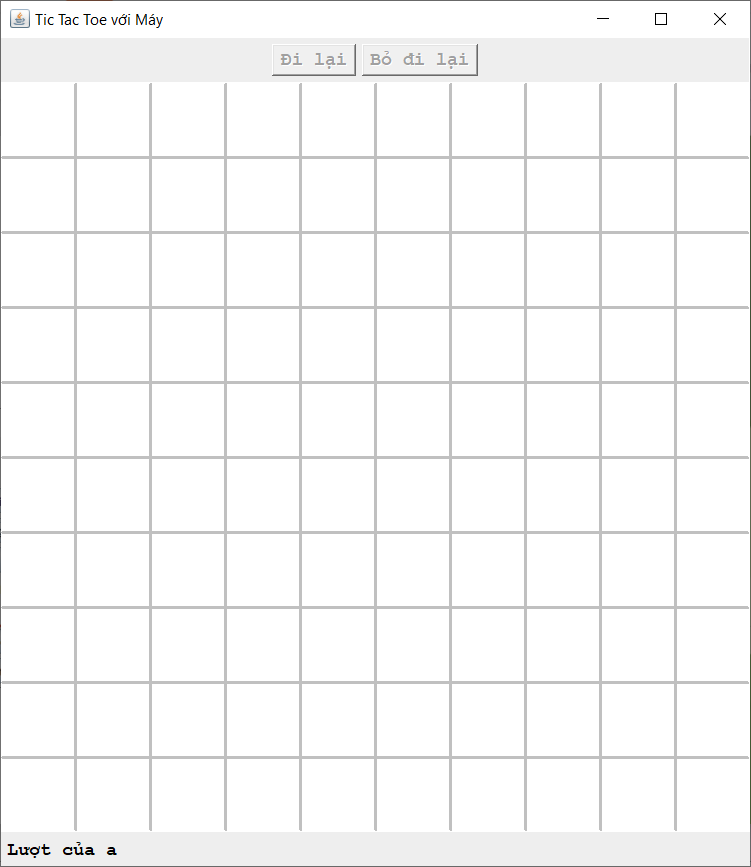 Tic Tac Toe với Máy
Đi lại Bỏ đi lại
Lượt của a